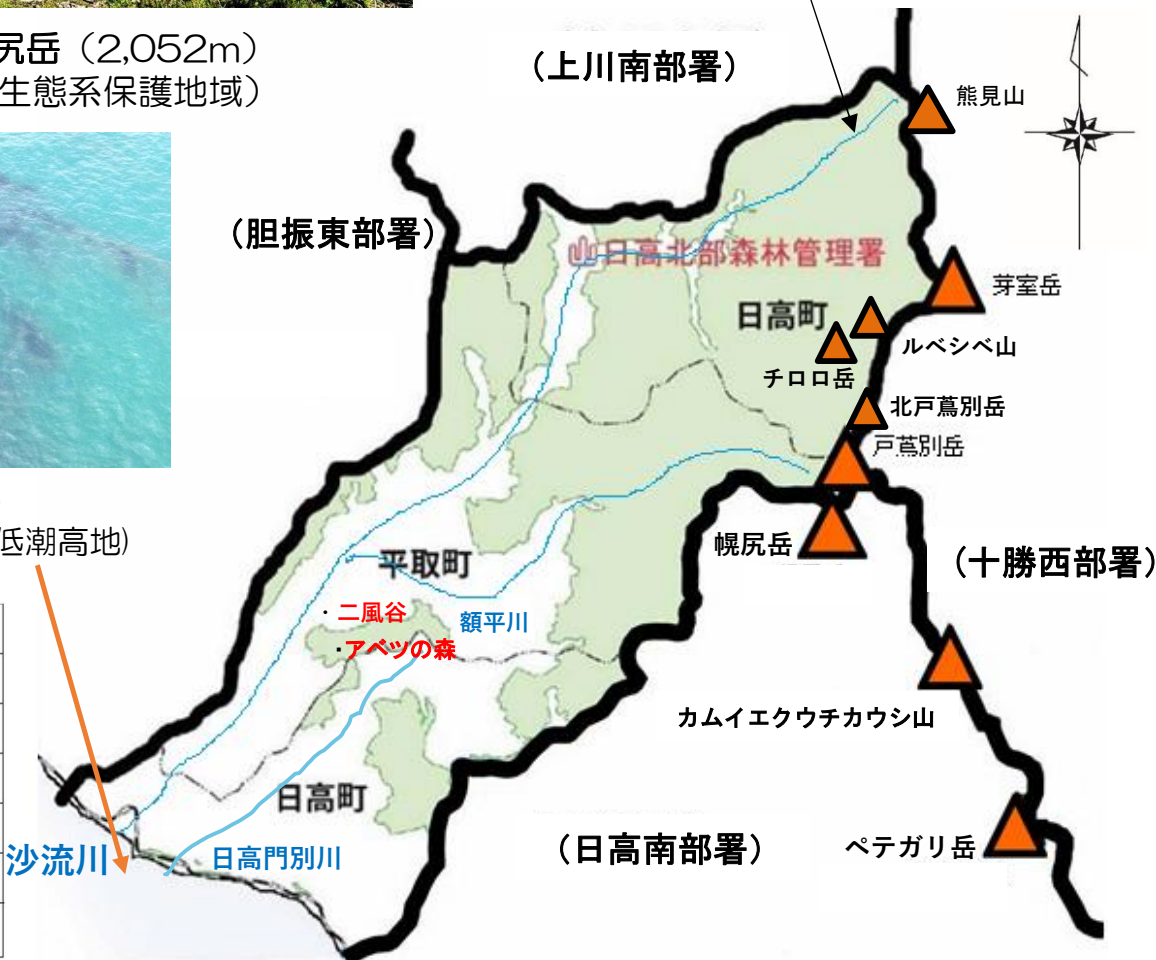 尻岳（2,052m）
生態系保護地域）
（上川南部署）
熊見山
（胆振東部署）
日高北部森林管理署
芽室岳
日高町
ルベシベ山
チロロ岳
北戸蔦別岳
戸蔦別岳
低潮高地)
幌尻岳
（十勝西部署）
平取町
・二風谷
額平川
・アベツの森
カムイエクウチカウシ山
日高町
沙流川
日高門別川
（日高南部署）
ペテガリ岳